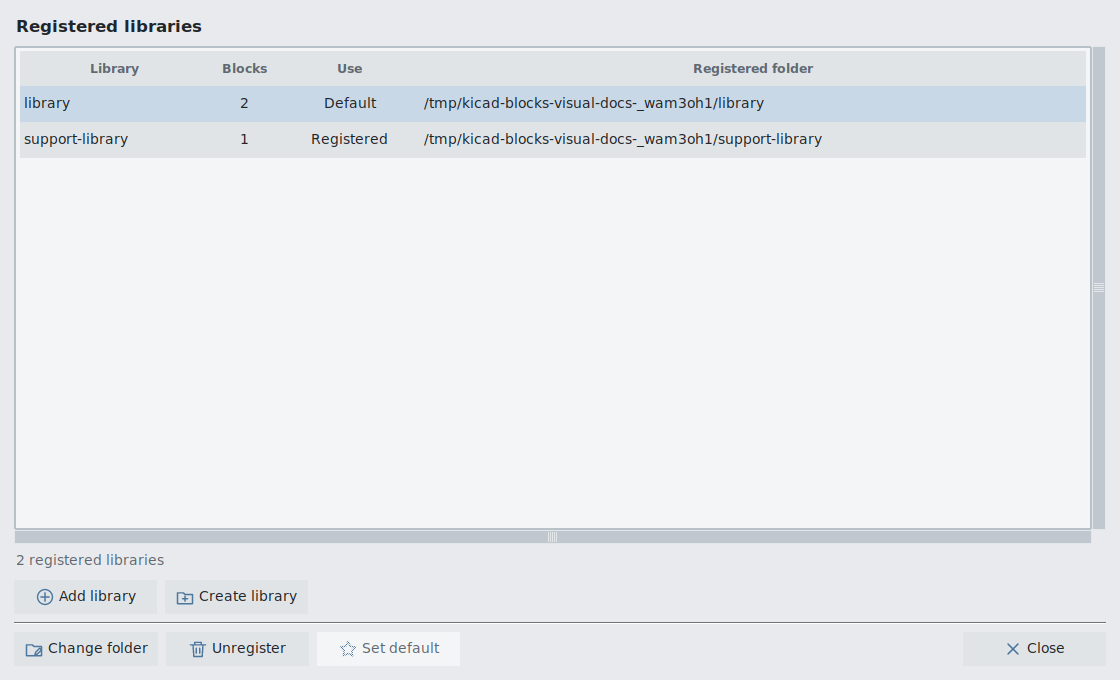 Registered libraries
Library Blocks Use Registered folder
library 2 Default /tmp/kicad-blocks-visual-docs-_wam3oh1/library
support-library 1 Registered /tmp/kicad-blocks-visual-docs-_wam3oh1/support-library
2 registered libraries
Add library Create library
Change folder Unregister Set default Close